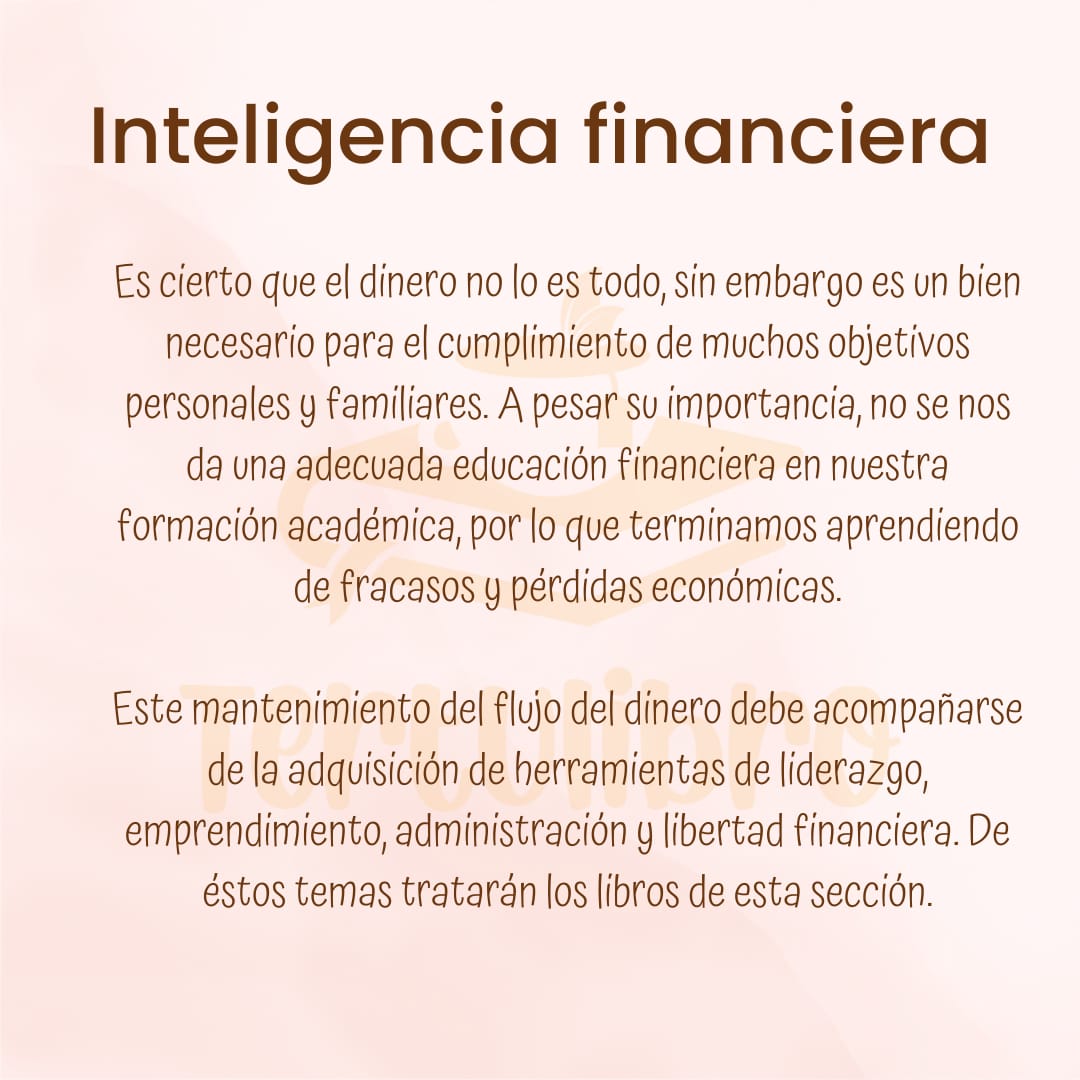 Inteligencia financiera
Es cierto que el dinero no lo es todo, sin embargo es un bien
necesario para el cumplimiento de muchos objetivos
personales y familiares. A pesar su importancia, no se nos
da una adecuada educación financiera en nuestra
formación académica, por lo que terminamos aprendiendo
de fracasos y pérdidas económicas.
Este mantenimiento del flujo del dinero debe acompañarse
de la adquisición de herramientas de liderazgo,
emprendimiento, administración y libertad financiera. De
éstos temas tratarán los libros de esta sección.
Tertulibro